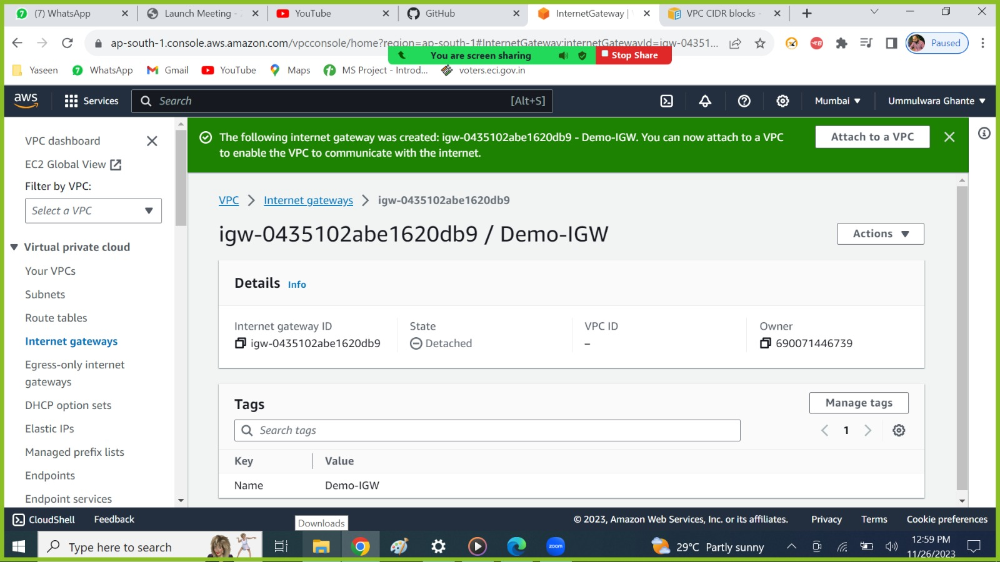 (7) WhatsApp
Launch Meeting -
YouTube
GitHub
InternetGateway |
VPC CIDR blocks -
ap-south-1.console.aws.amazon.com/vpcconsole/home?region=ap-south-1#InternetGateway:internetGatewayId=igw-04351...
Paused
You are screen sharing
Stop Share
Yaseen
WhatsApp
Gmail
YouTube
Maps
MS Project - Introd...
voters.eci.gov.in
aws
Services
Search
[Alt+S]
Mumbai
Ummulwara Ghante
VPC dashboard
EC2 Global View
Filter by VPC:
Select a VPC
Virtual private cloud
Your VPCs
Subnets
Route tables
Internet gateways
Egress-only internet
gateways
DHCP option sets
Elastic IPs
Managed prefix lists
Endpoints
Endpoint services
The following internet gateway was created: igw-0435102abe1620db9 - Demo-IGW. You can now attach to a VPC
to enable the VPC to communicate with the internet.
Attach to a VPC
VPC > Internet gateways > igw-0435102abe1620db9
igw-0435102abe1620db9 / Demo-IGW
Actions
Details Info
Internet gateway ID
igw-0435102abe1620db9
State
Detached
VPC ID
–
Owner
690071446739
Tags
Manage tags
Search tags
1
Key
Value
Name
Demo-IGW
CloudShell
Feedback
Downloads
© 2023, Amazon Web Services, Inc. or its affiliates.
Privacy
Terms
Cookie preferences
Type here to search
zoom
29°C Partly sunny
12:59 PM
11/26/2023